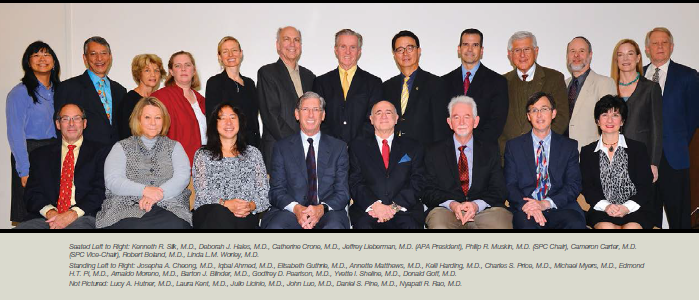 Seated Left to Right: Kenneth R. Silk, M.D., Deborah J. Hales, M.D., Catherine Crone, M.D., Jeffrey Lieberman, M.D. (APA President), Philip R. Muskin, M.D. (SPC Chair), Cameron Carter, M.D.
(SPC Vice-Chair), Robert Boland, M.D., Linda L.M. Worley, M.D.
Standing Left to Right: Josepha A. Cheong, M.D., Iqbal Ahmed, M.D., Elisabeth Guthrie, M.D., Annette Matthews, M.D., Kelli Harding, M.D., Charles S. Price, M.D., Michael Myers, M.D., Edmond
H.T. Pi, M.D., Arnaldo Moreno, M.D., Barton J. Blinder, M.D., Godfrey D. Pearlson, M.D., Yvette I. Sheline, M.D., Donald Goff, M.D.
Not Pictured: Lucy A. Hutner, M.D., Laura Kent, M.D., Julio Licinio, M.D., John Luo, M.D., Daniel S. Pine, M.D., Nyapati R. Rao, M.D.